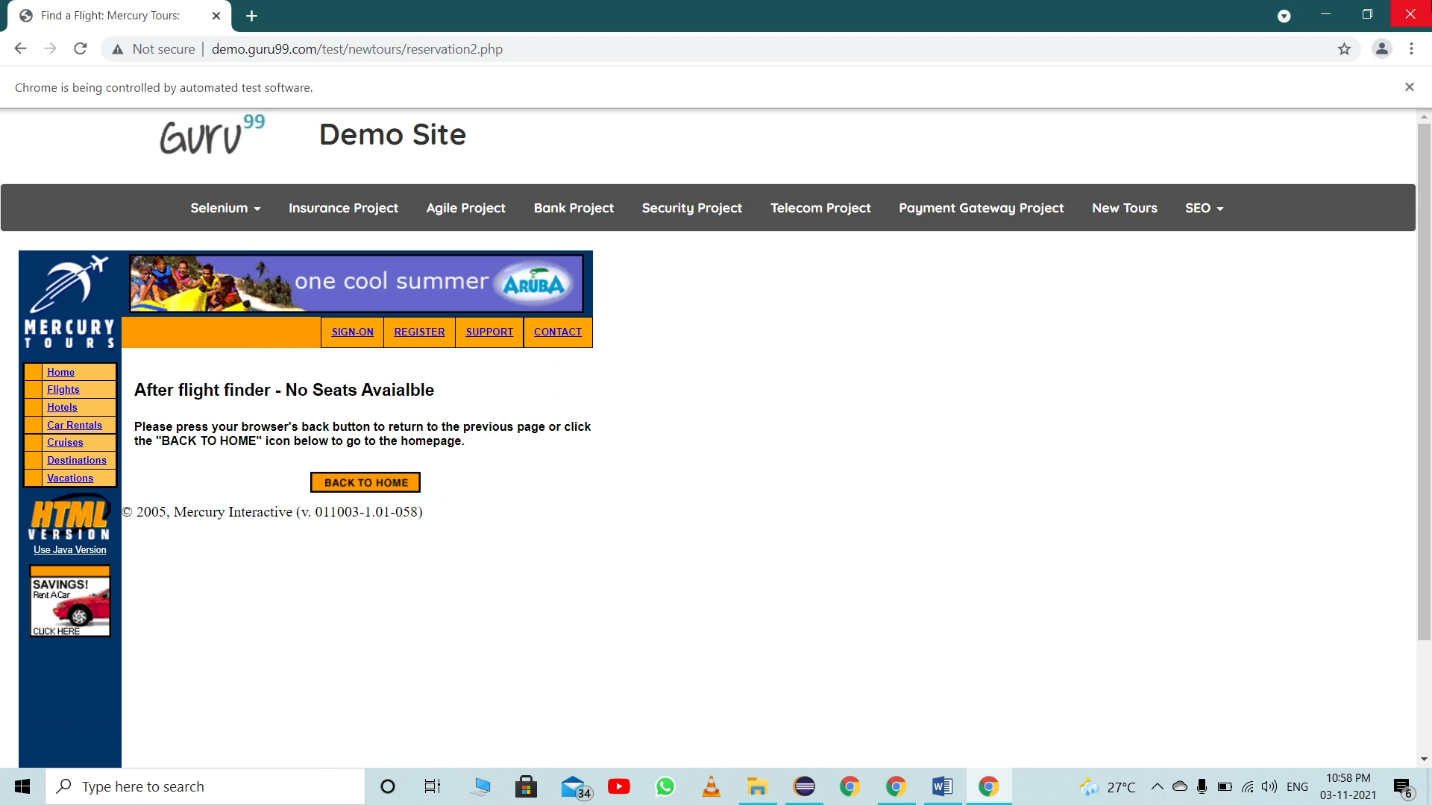 Find a Flight: Mercury Tours:
Not secure | demo.guru99.com/test/newtours/reservation2.php
Chrome is being controlled by automated test software.
Guru99
Demo Site
Selenium Insurance Project Agile Project Bank Project Security Project Telecom Project Payment Gateway Project New Tours SEO
one cool summer ARUBA
MERCURY
TOURS
SIGN-ON REGISTER SUPPORT CONTACT
Home
Flights
Hotels
Car Rentals
Cruises
Destinations
Vacations
After flight finder - No Seats Avaialble
Please press your browser's back button to return to the previous page or click
the "BACK TO HOME" icon below to go to the homepage.
BACK TO HOME
© 2005, Mercury Interactive (v. 011003-1.01-058)
HTML
VERSION
Use Java Version
SAVINGS!
Rent A Car
CLICK HERE
Type here to search
34
27°C
ENG
10:58 PM
03-11-2021
6